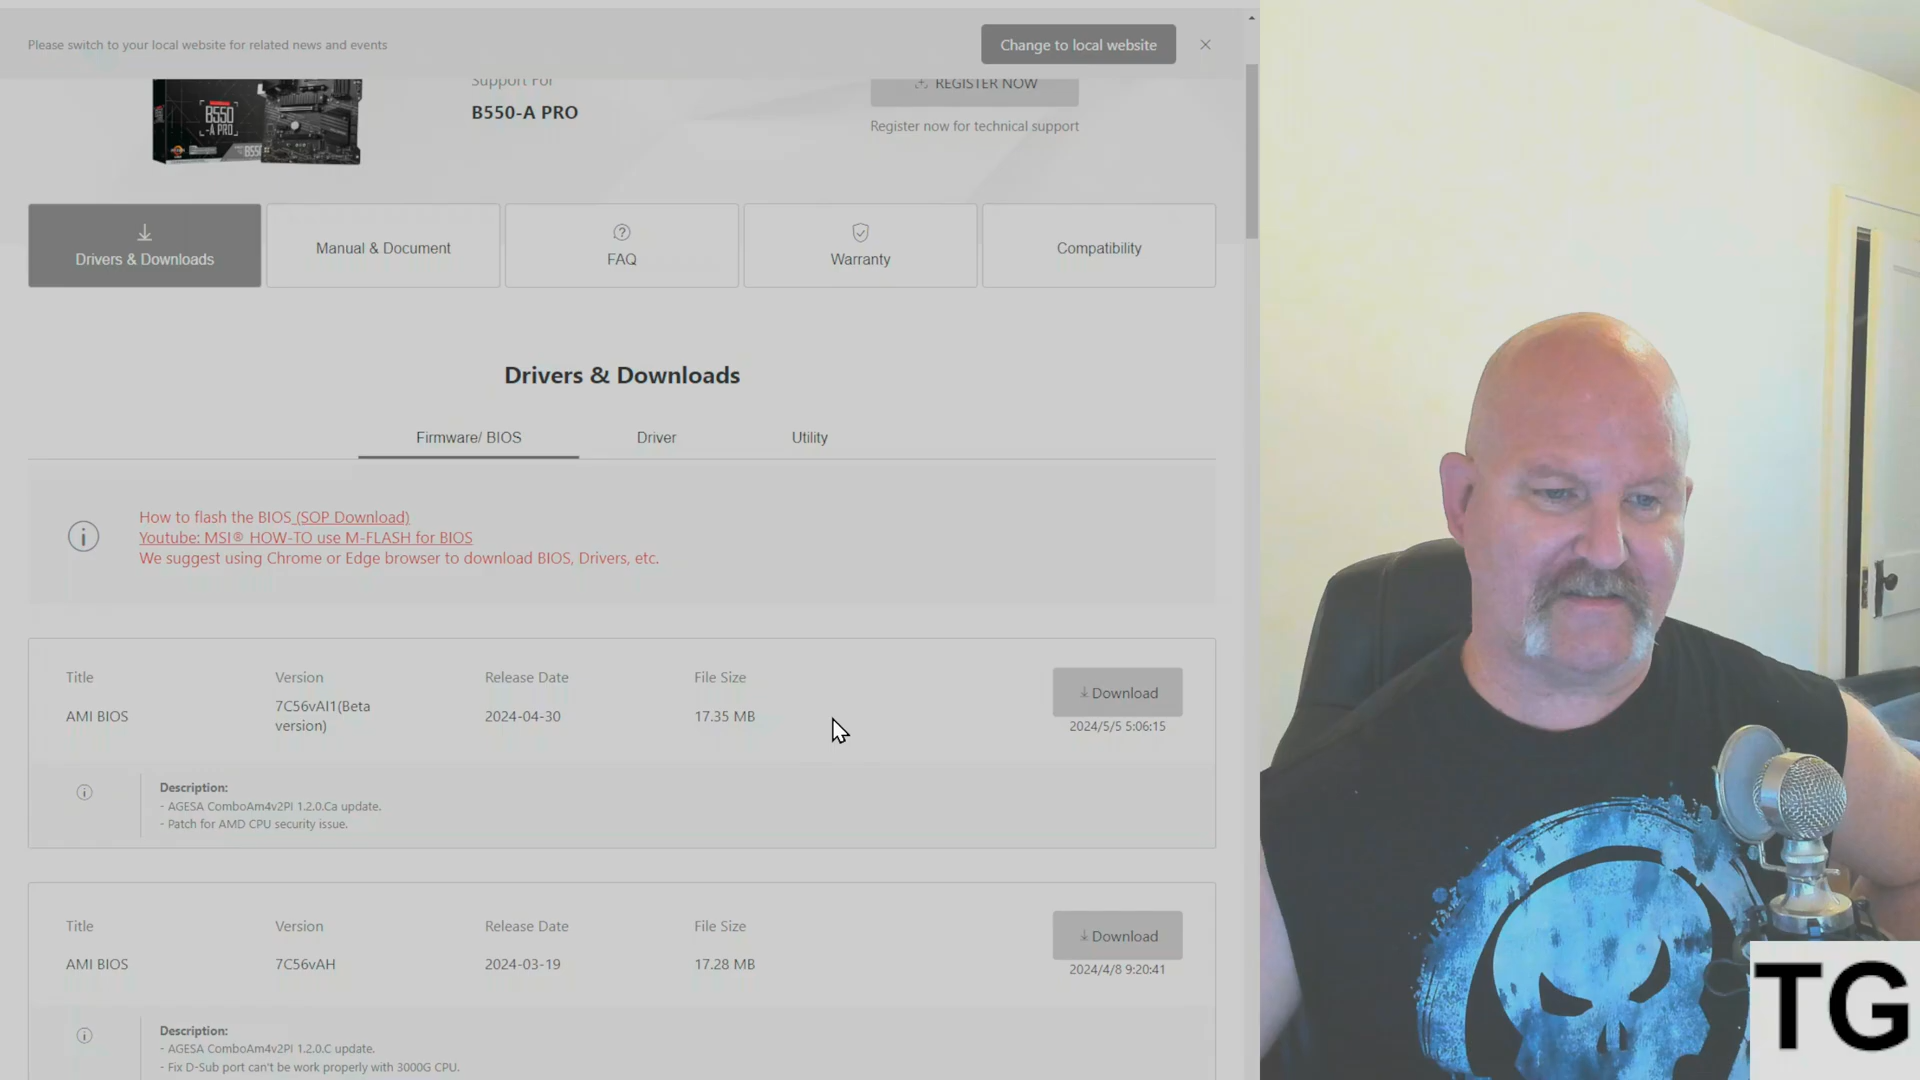 Please switch to your local website for related news and events
Change to local website
Support For
B550-A PRO
REGISTER NOW
Register now for technical support
B550
-A PRO
B550
Drivers & Downloads
Manual & Document
FAQ
Warranty
Compatibility
Drivers & Downloads
Firmware/ BIOS
Driver
Utility
How to flash the BIOS (SOP Download)
Youtube: MSI® HOW-TO use M-FLASH for BIOS
We suggest using Chrome or Edge browser to download BIOS, Drivers, etc.
Title
Version
Release Date
File Size
Download
AMI BIOS
7C56vAI1(Beta
version)
2024-04-30
17.35 MB
2024/5/5 5:06:15
Description:
- AGESA ComboAm4v2PI 1.2.0.Ca update.
- Patch for AMD CPU security issue.
Title
Version
Release Date
File Size
Download
AMI BIOS
7C56vAH
2024-03-19
17.28 MB
2024/4/8 9:20:41
Description:
- AGESA ComboAm4v2PI 1.2.0.C update.
- Fix D-Sub port can't be work properly with 3000G CPU.
TG